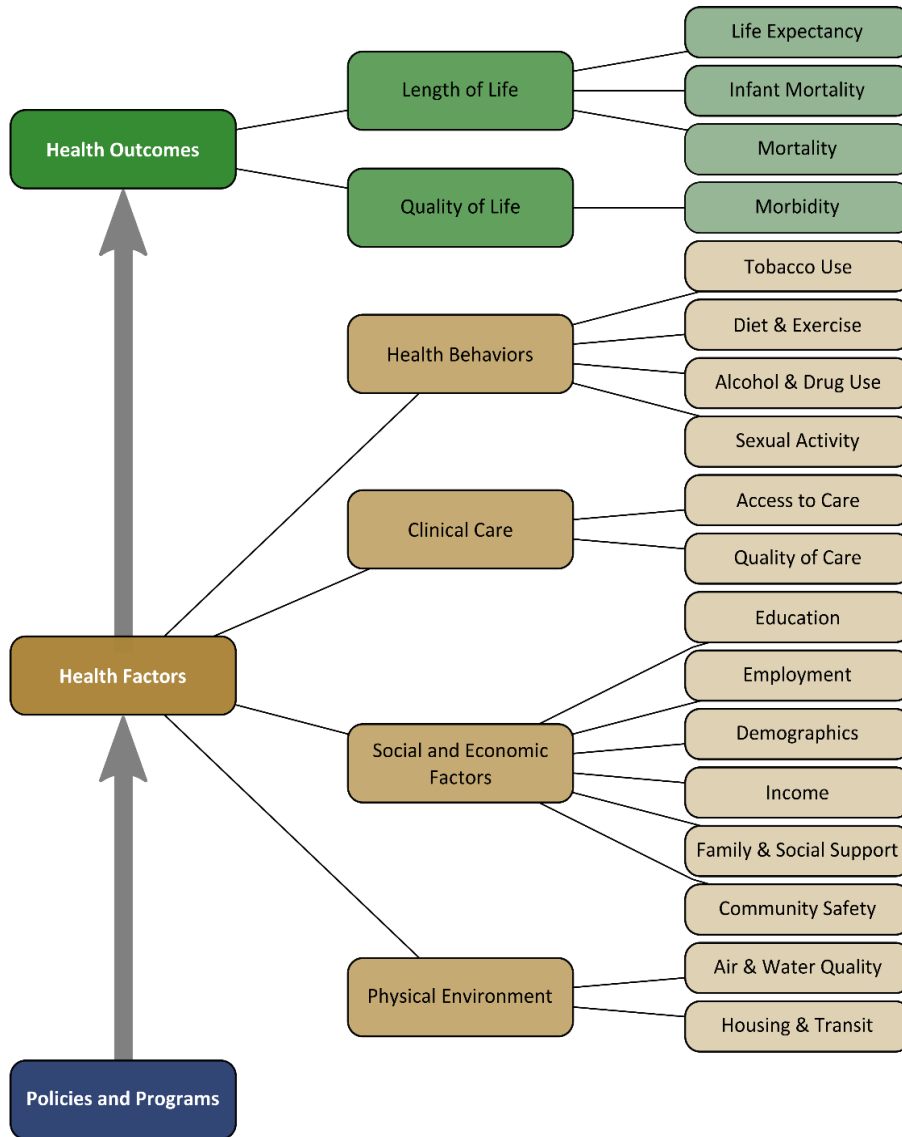 Life Expectancy
Length of Life
Infant Mortality
Health Outcomes
Mortality
Quality of Life
Morbidity
Tobacco Use
Diet & Exercise
Health Behaviors
Alcohol & Drug Use
Sexual Activity
Access to Care
Clinical Care
Quality of Care
Education
Health Factors
Employment
Demographics
Social and Economic
Factors
Income
Family & Social Support
Community Safety
Air & Water Quality
Physical Environment
Housing & Transit
Policies and Programs